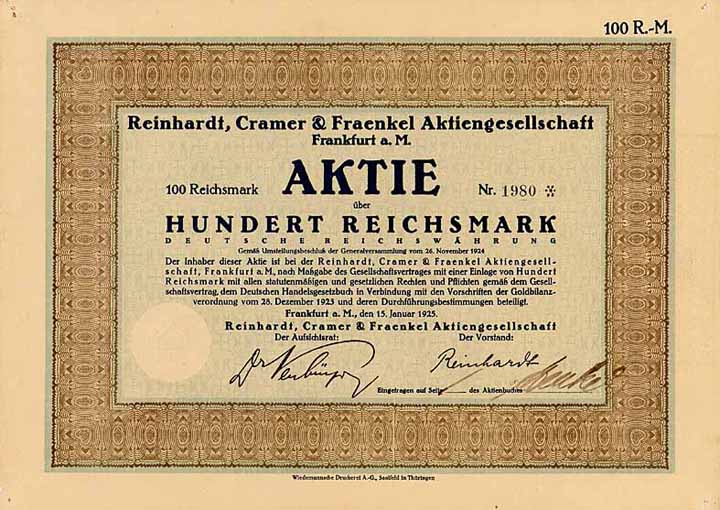 100 R.-M.
Reinhardt, Cramer & Fraenkel Aktiengesellschaft
Frankfurt a. M.
100 Reichsmark AKTIE Nr. 1980 ※
über
HUNDERT REICHSMARK
DEUTSCHE REICHSWÄHRUNG
Gemäß Umstellungsbeschluß der Generalversammlung vom 26. November 1924
Der Inhaber dieser Aktie ist bei der Reinhardt, Cramer & Fraenkel Aktiengesell-
schaft, Frankfurt a.M., nach Maßgabe des Gesellschaftsvertrages mit einer Einlage von Hundert
Reichsmark mit allen statutenmäßigen und gesetzlichen Rechten und Pflichten gemäß dem Gesell-
schaftsvertrag, dem Deutschen Handelsgesetzbuch in Verbindung mit den Vorschriften der Goldbilanz-
verordnung vom 28. Dezember 1923 und deren Durchführungsbestimmungen beteiligt.
Frankfurt a. M., den 15. Januar 1925.
Reinhardt, Cramer & Fraenkel Aktiengesellschaft
Der Aufsichtsrat: Der Vorstand:
Reinhardt
Eingetragen auf Seite des Aktienbuches
Wiedemannsche Druckerei A.-G., Saalfeld in Thüringen